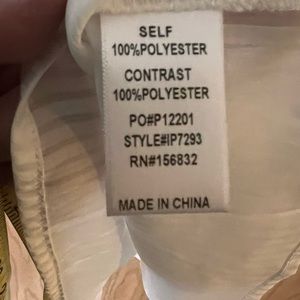 SELF
100%POLYESTER
CONTRAST
100%POLYESTER
PO#P12201
STYLE#IP7293
RN#156832
MADE IN CHINA